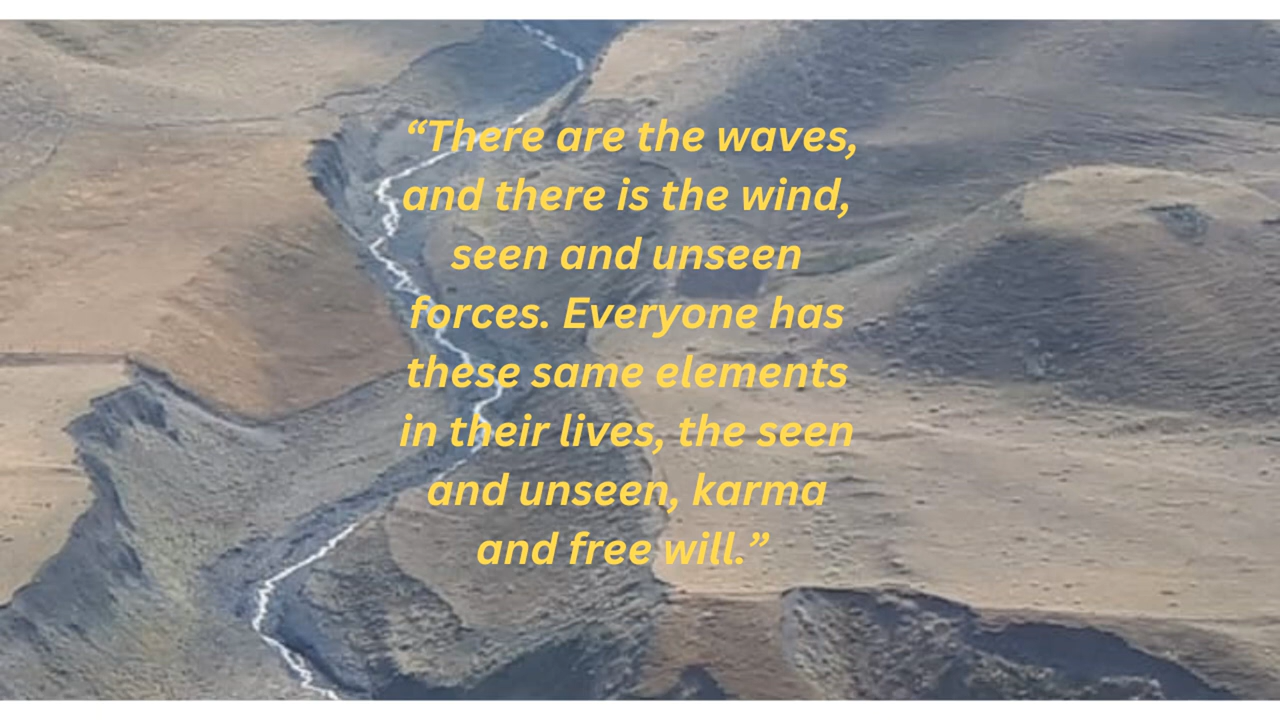 “There are the waves,
and there is the wind,
seen and unseen
forces. Everyone has
these same elements
in their lives, the seen
and unseen, karma
and free will.”